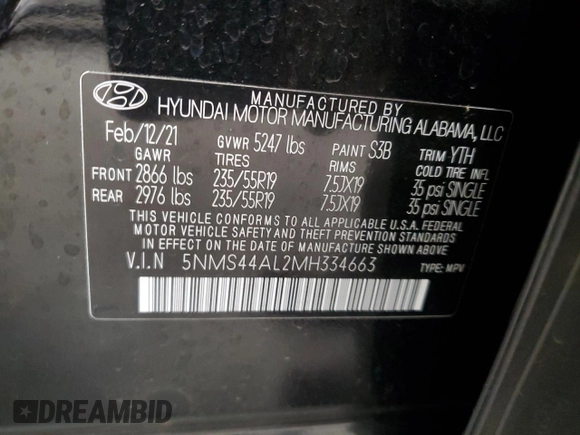 MANUFACTURED BY
HYUNDAI MOTOR MANUFACTURING ALABAMA, LLC
Feb/12/21 GVWR 5247 lbs PAINT S3B TRIM YTH
GAWR TIRES RIMS COLD TIRE INFL
FRONT 2866 lbs 235/55R19 7.5JX19 35 psi SINGLE
REAR 2976 lbs 235/55R19 7.5JX19 35 psi SINGLE
THIS VEHICLE CONFORMS TO ALL APPLICABLE U.S.A. FEDERAL
MOTOR VEHICLE SAFETY AND THEFT PREVENTION STANDARDS
IN EFFECT ON THE DATE OF MANUFACTURE SHOWN ABOVE
V.I.N 5NMS44AL2MH334663 TYPE: MPV
DREAMBID